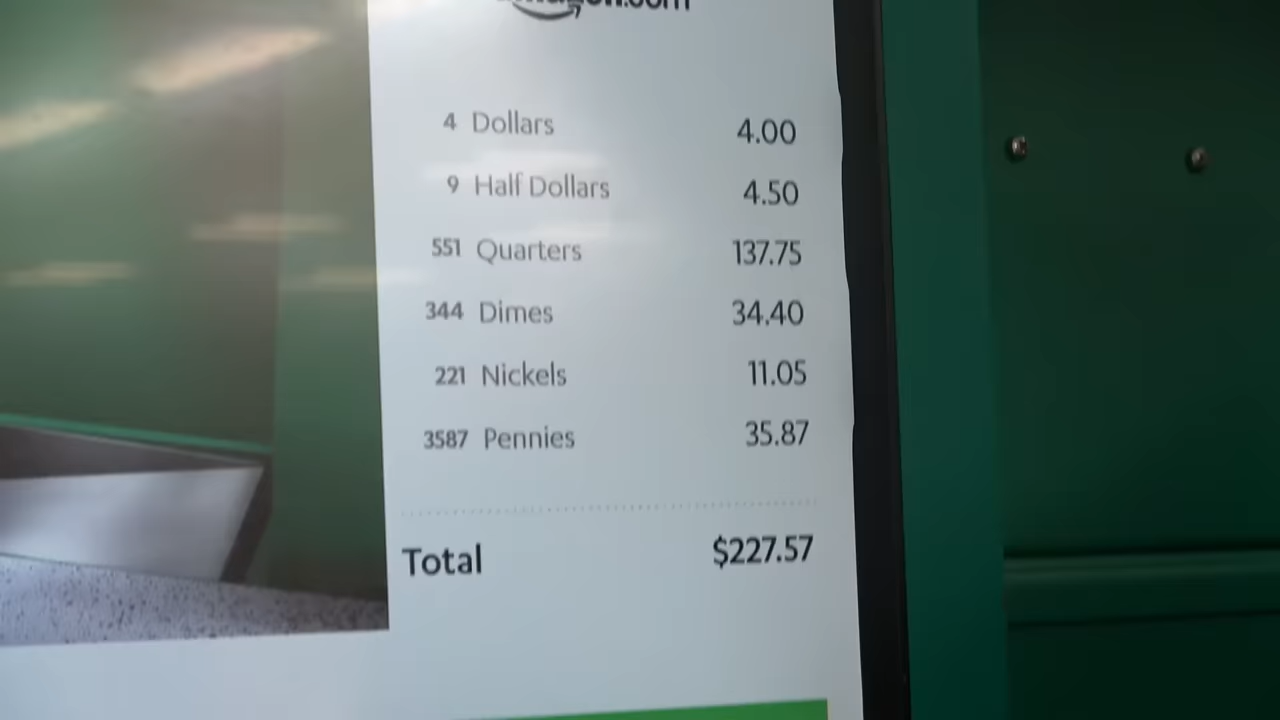 4 Dollars 4.00
9 Half Dollars 4.50
551 Quarters 137.75
344 Dimes 34.40
221 Nickels 11.05
3587 Pennies 35.87
Total $227.57